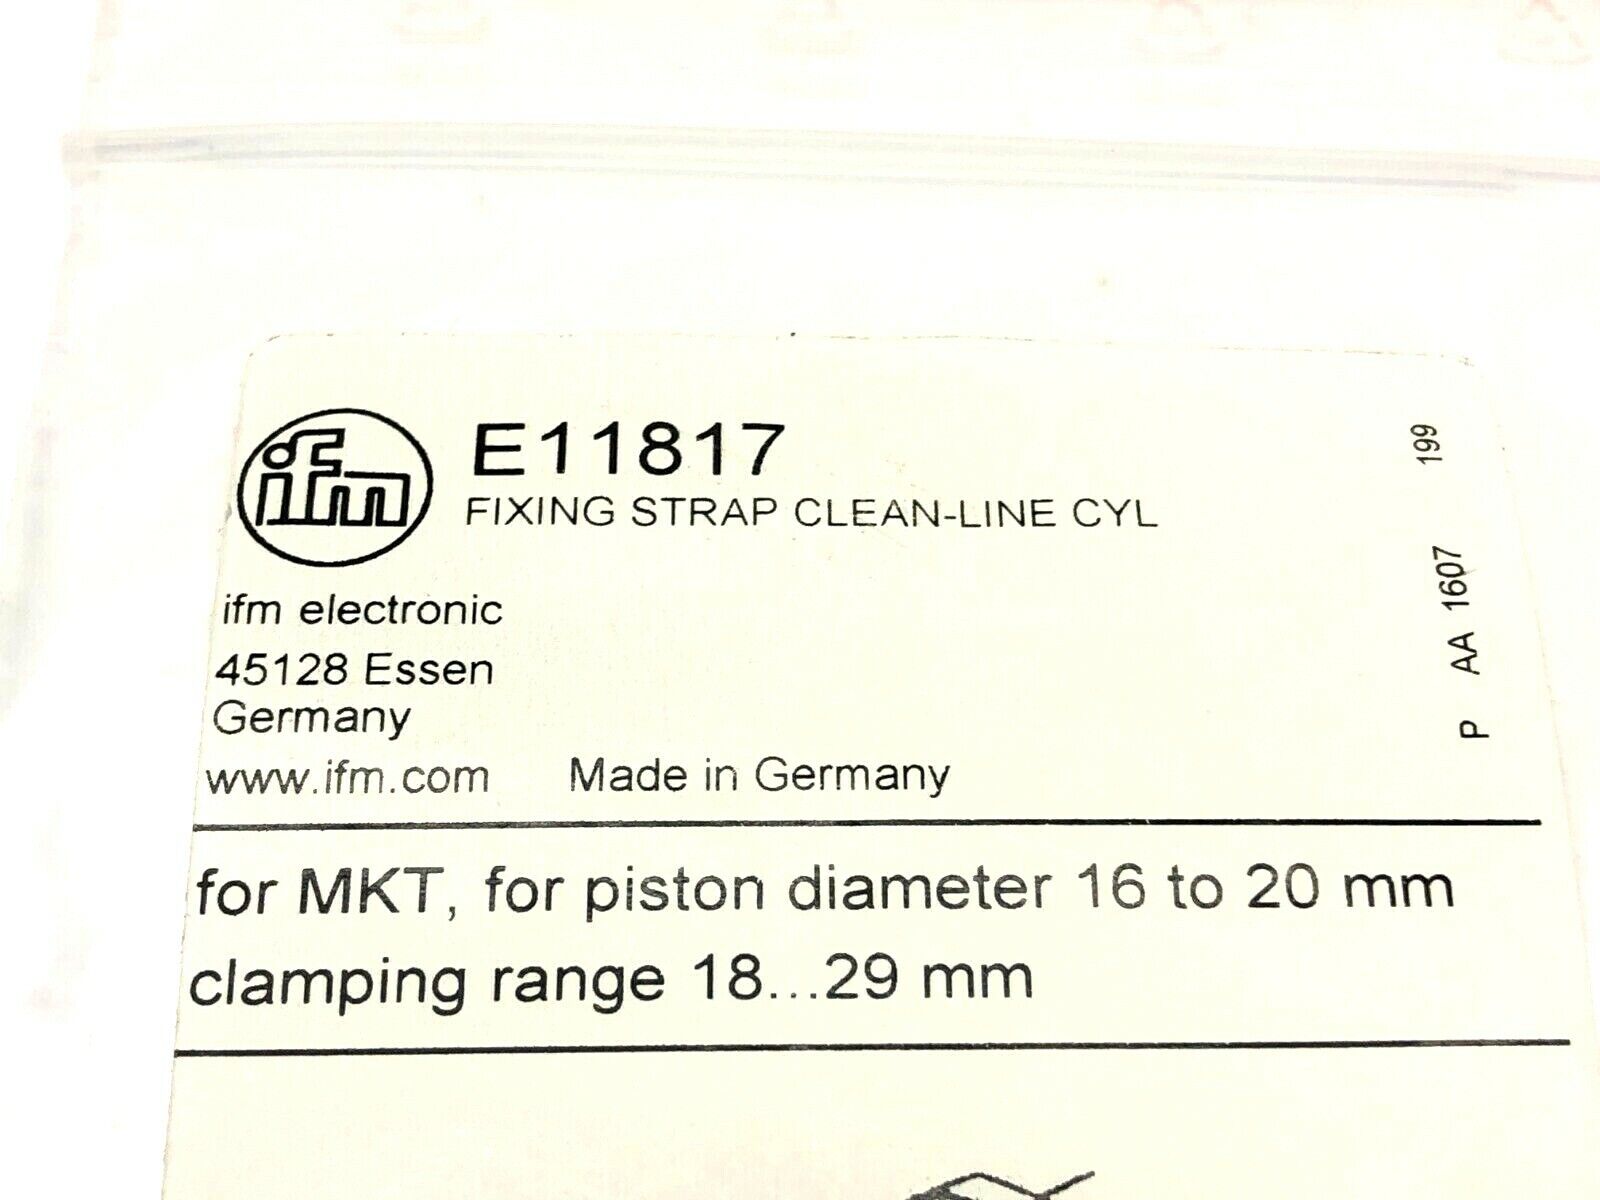 ifm
E11817
FIXING STRAP CLEAN-LINE CYL
ifm electronic
45128 Essen
Germany
www.ifm.com Made in Germany
P AA 1607 199
for MKT, for piston diameter 16 to 20 mm
clamping range 18...29 mm